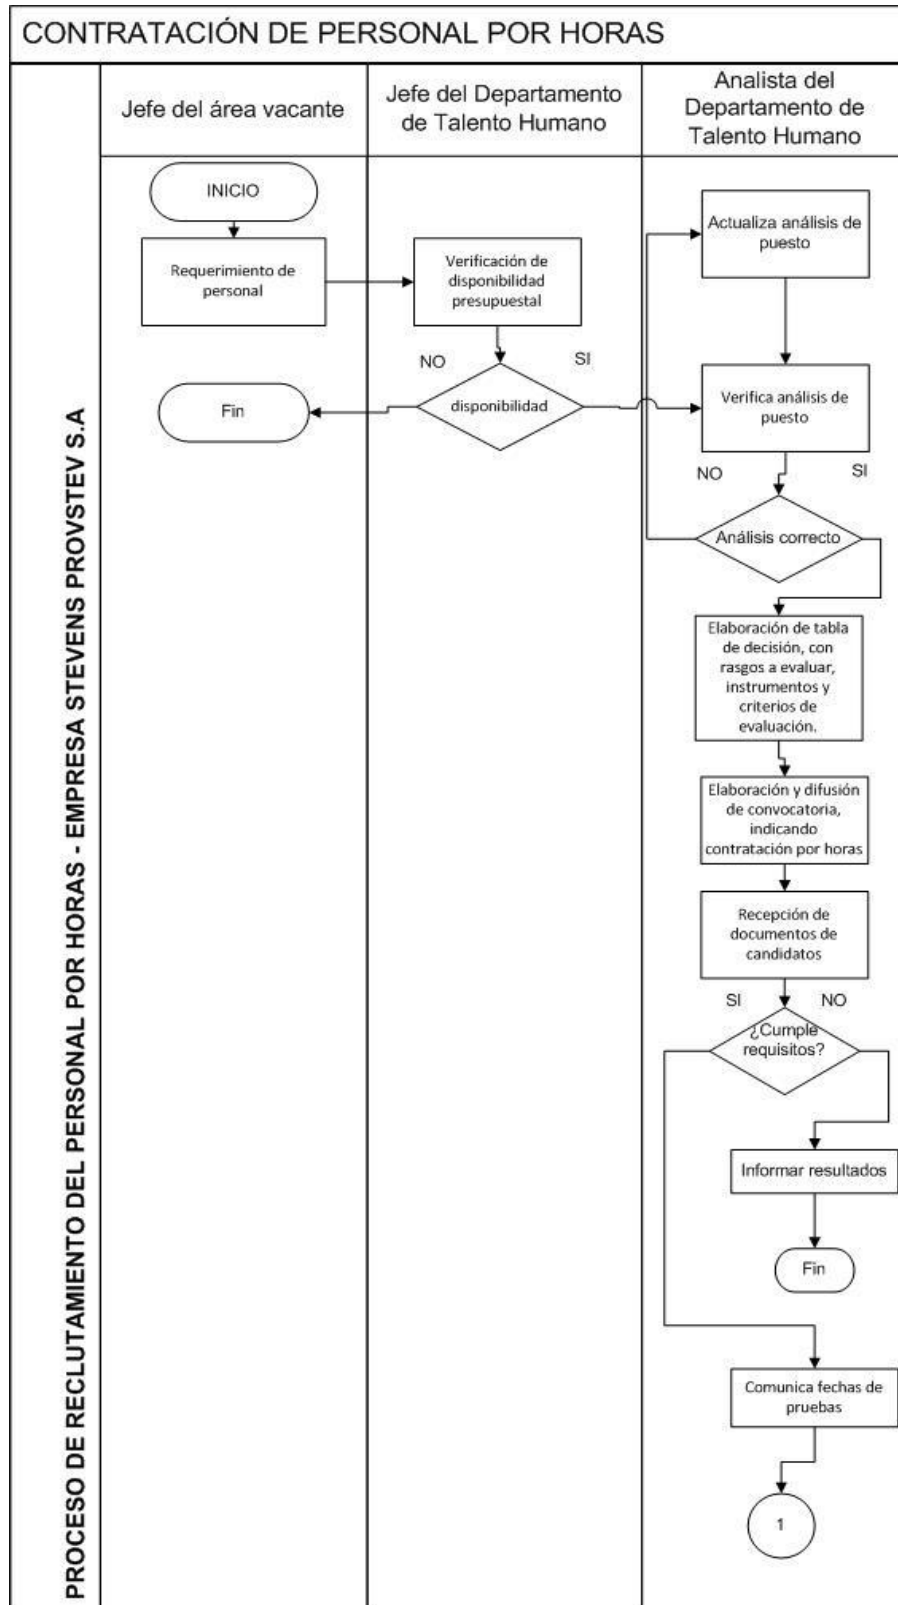 CONTRATACIÓN DE PERSONAL POR HORAS
PROCESO DE RECLUTAMIENTO DEL PERSONAL POR HORAS - EMPRESA STEVENS PROVSTEV S.A
Jefe del área vacante
Jefe del Departamento
de Talento Humano
Analista del
Departamento de
Talento Humano
INICIO
Requerimiento de
personal
Verificación de
disponibilidad
presupuestal
Actualiza análisis de
puesto
NO
SI
Fin
disponibilidad
Verifica análisis de
puesto
NO
SI
Análisis correcto
Elaboración de tabla
de decisión, con
rasgos a evaluar,
instrumentos y
criterios de
evaluación.
Elaboración y difusión
de convocatoria,
indicando
contratación por horas
Recepción de
documentos de
candidatos
SI
NO
¿Cumple
requisitos?
Informar resultados
Fin
Comunica fechas de
pruebas
1